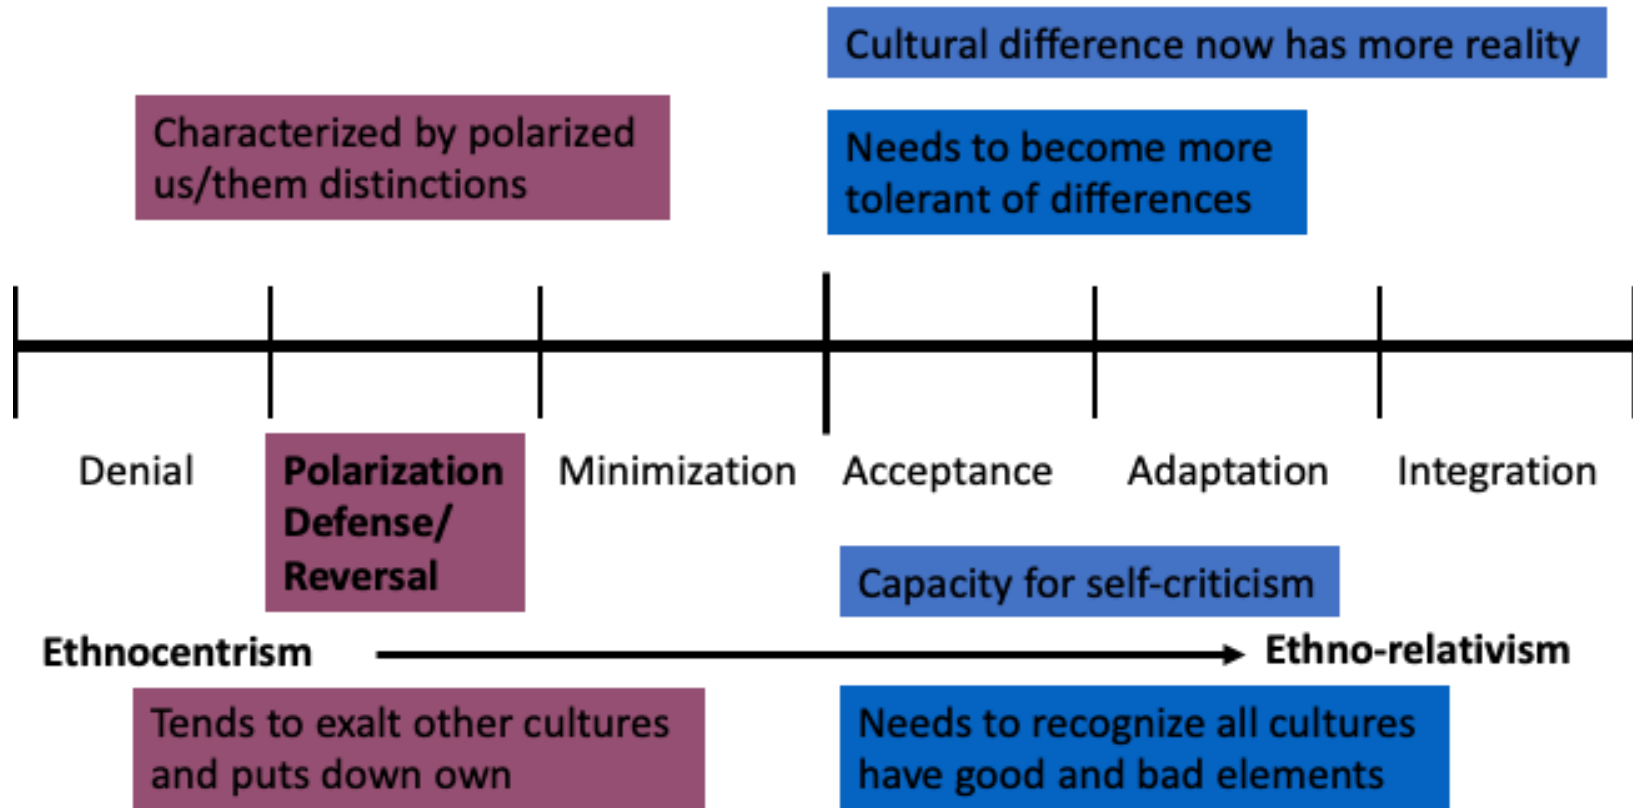 Cultural difference now has more reality
Characterized by polarized
us/them distinctions
Needs to become more
tolerant of differences
Denial
Polarization
Defense/
Reversal
Minimization
Acceptance
Adaptation
Integration
Capacity for self-criticism
Ethnocentrism
Ethno-relativism
Tends to exalt other cultures
and puts down own
Needs to recognize all cultures
have good and bad elements